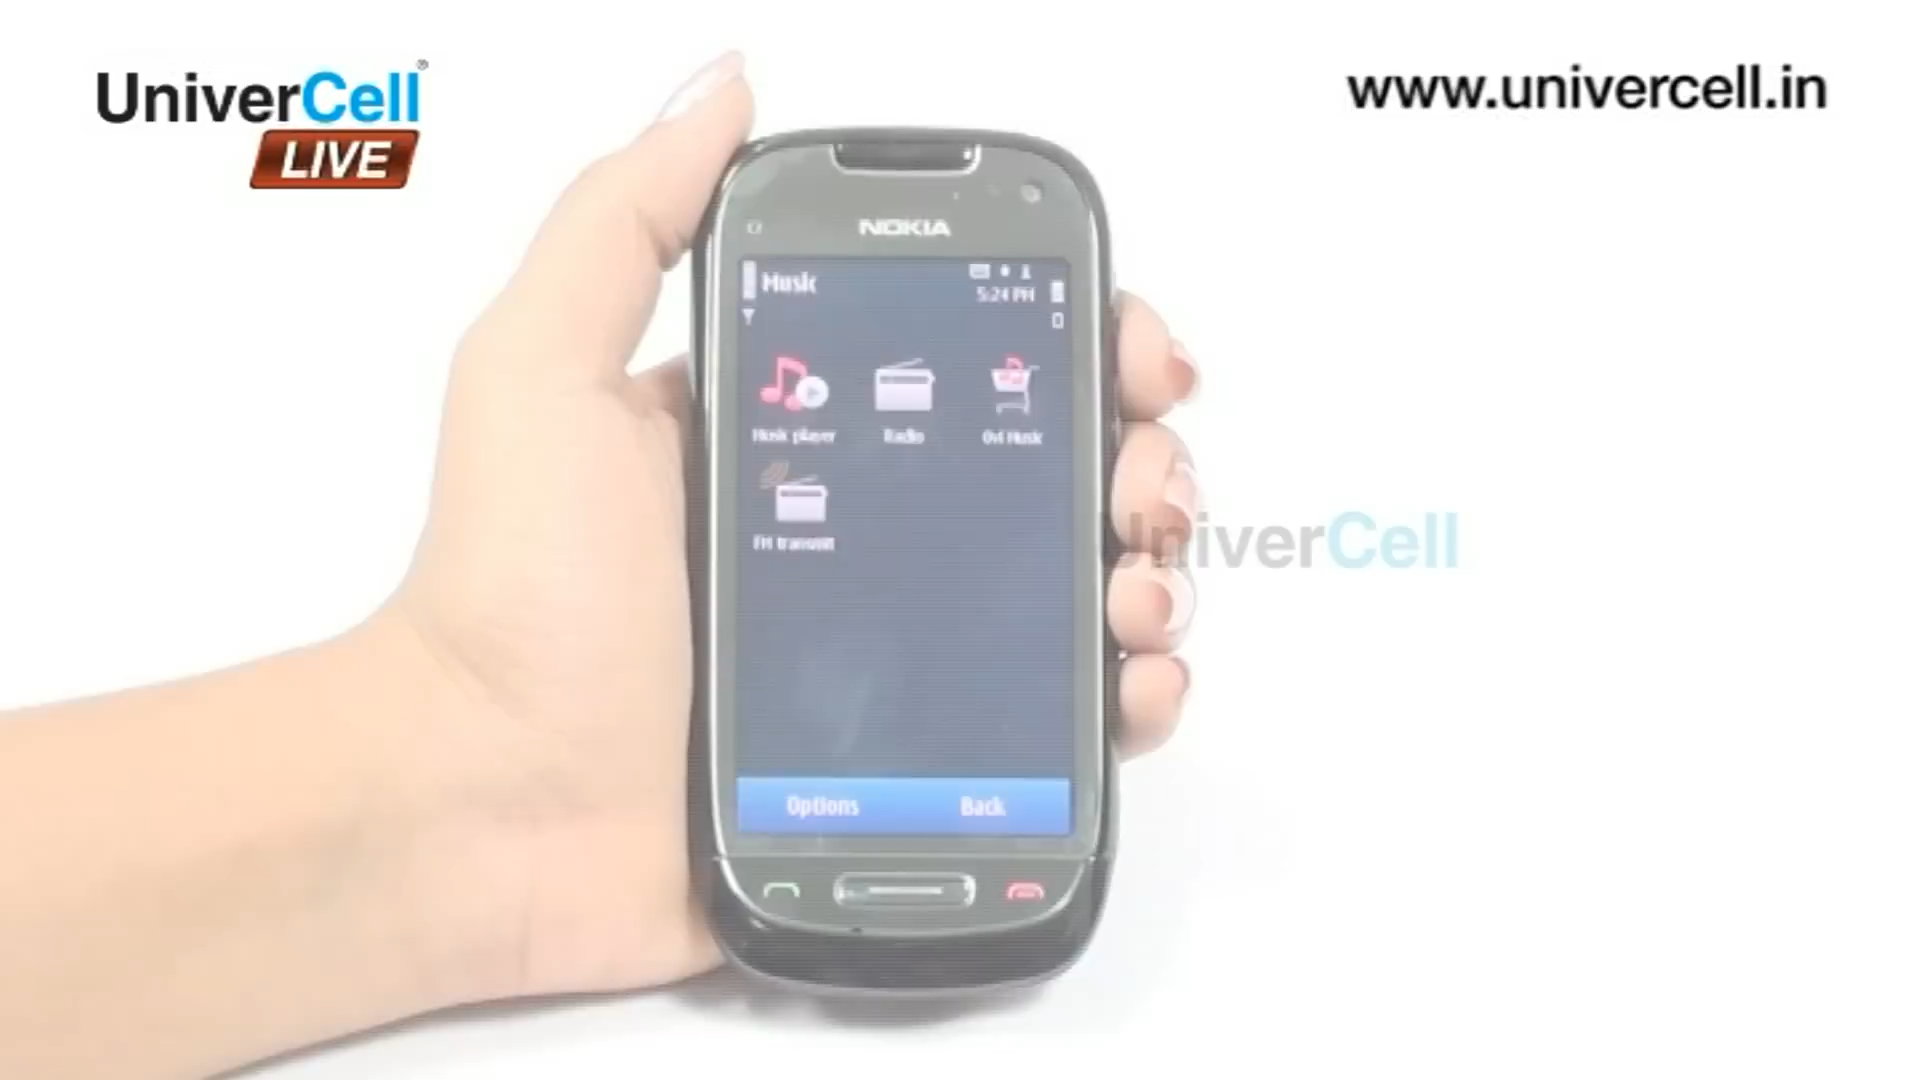 UniverCell®
LIVE
www.univercell.in
NOKIA
Music
5:24 PM
Music player
Radio
Ovi Music
FM transmit
UniverCell
Options
Back